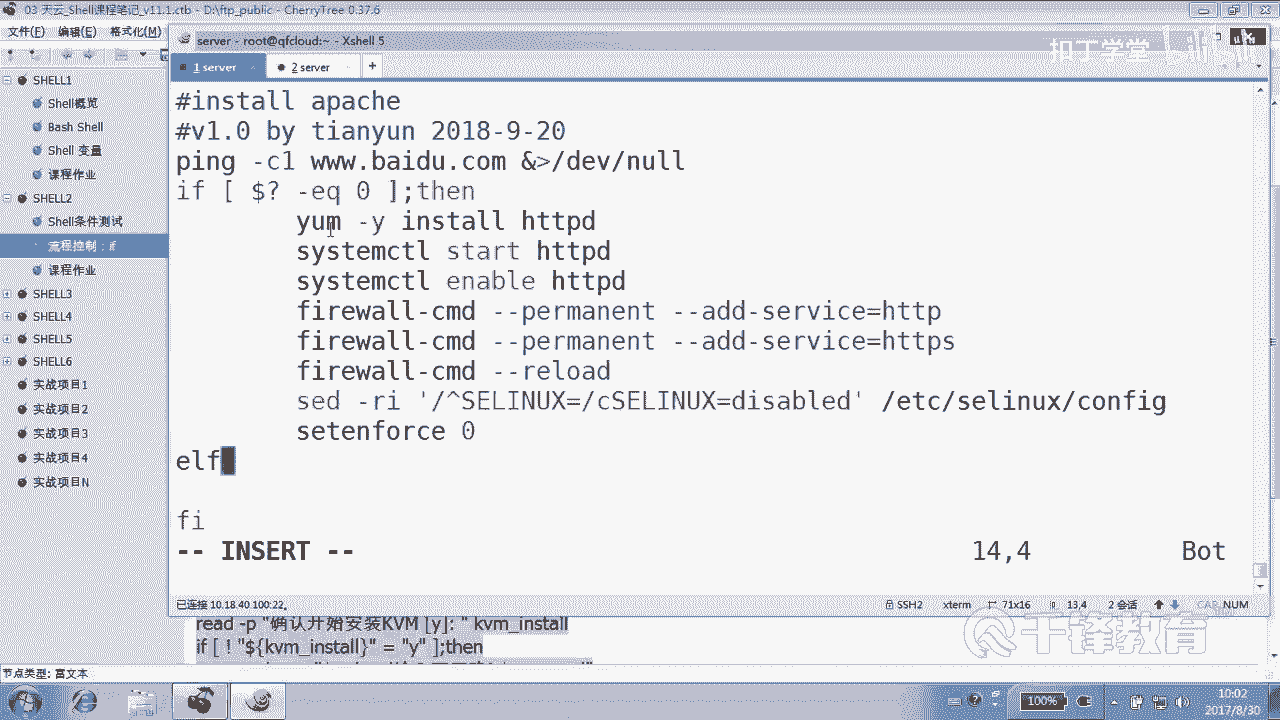 03 天云_Shell课程笔记_v11.1.ctb - D:\ftp_public - CherryTree 0.37.6
文件(F) 编辑(E) 格式化(M)
server - root@qfcloud:~ - Xshell 5
扣丁学堂
1 server
2 server
+
SHELL1
Shell概览
Bash Shell
Shell 变量
课程作业
SHELL2
Shell条件测试
流程控制：if
课程作业
SHELL3
SHELL4
SHELL5
SHELL6
实战项目1
实战项目2
实战项目3
实战项目4
实战项目N
#install apache
#v1.0 by tianyun 2018-9-20
ping -c1 www.baidu.com &>/dev/null
if [ $? -eq 0 ];then
yum -y install httpd
systemctl start httpd
systemctl enable httpd
firewall-cmd --permanent --add-service=http
firewall-cmd --permanent --add-service=https
firewall-cmd --reload
sed -ri '/^SELINUX=/cSELINUX=disabled' /etc/selinux/config
setenforce 0
elf
fi
-- INSERT -- 14,4 Bot
已连接 10.18.40.100:22。 SSH2 xterm 71x16 13,4 2 会话 CAP NUM
read -p "确认开始安装KVM [y]: " kvm_install
if [ ! "${kvm_install}" = "y" ];then
千锋教育
节点类型: 富文本
100%
10:02
2017/8/30